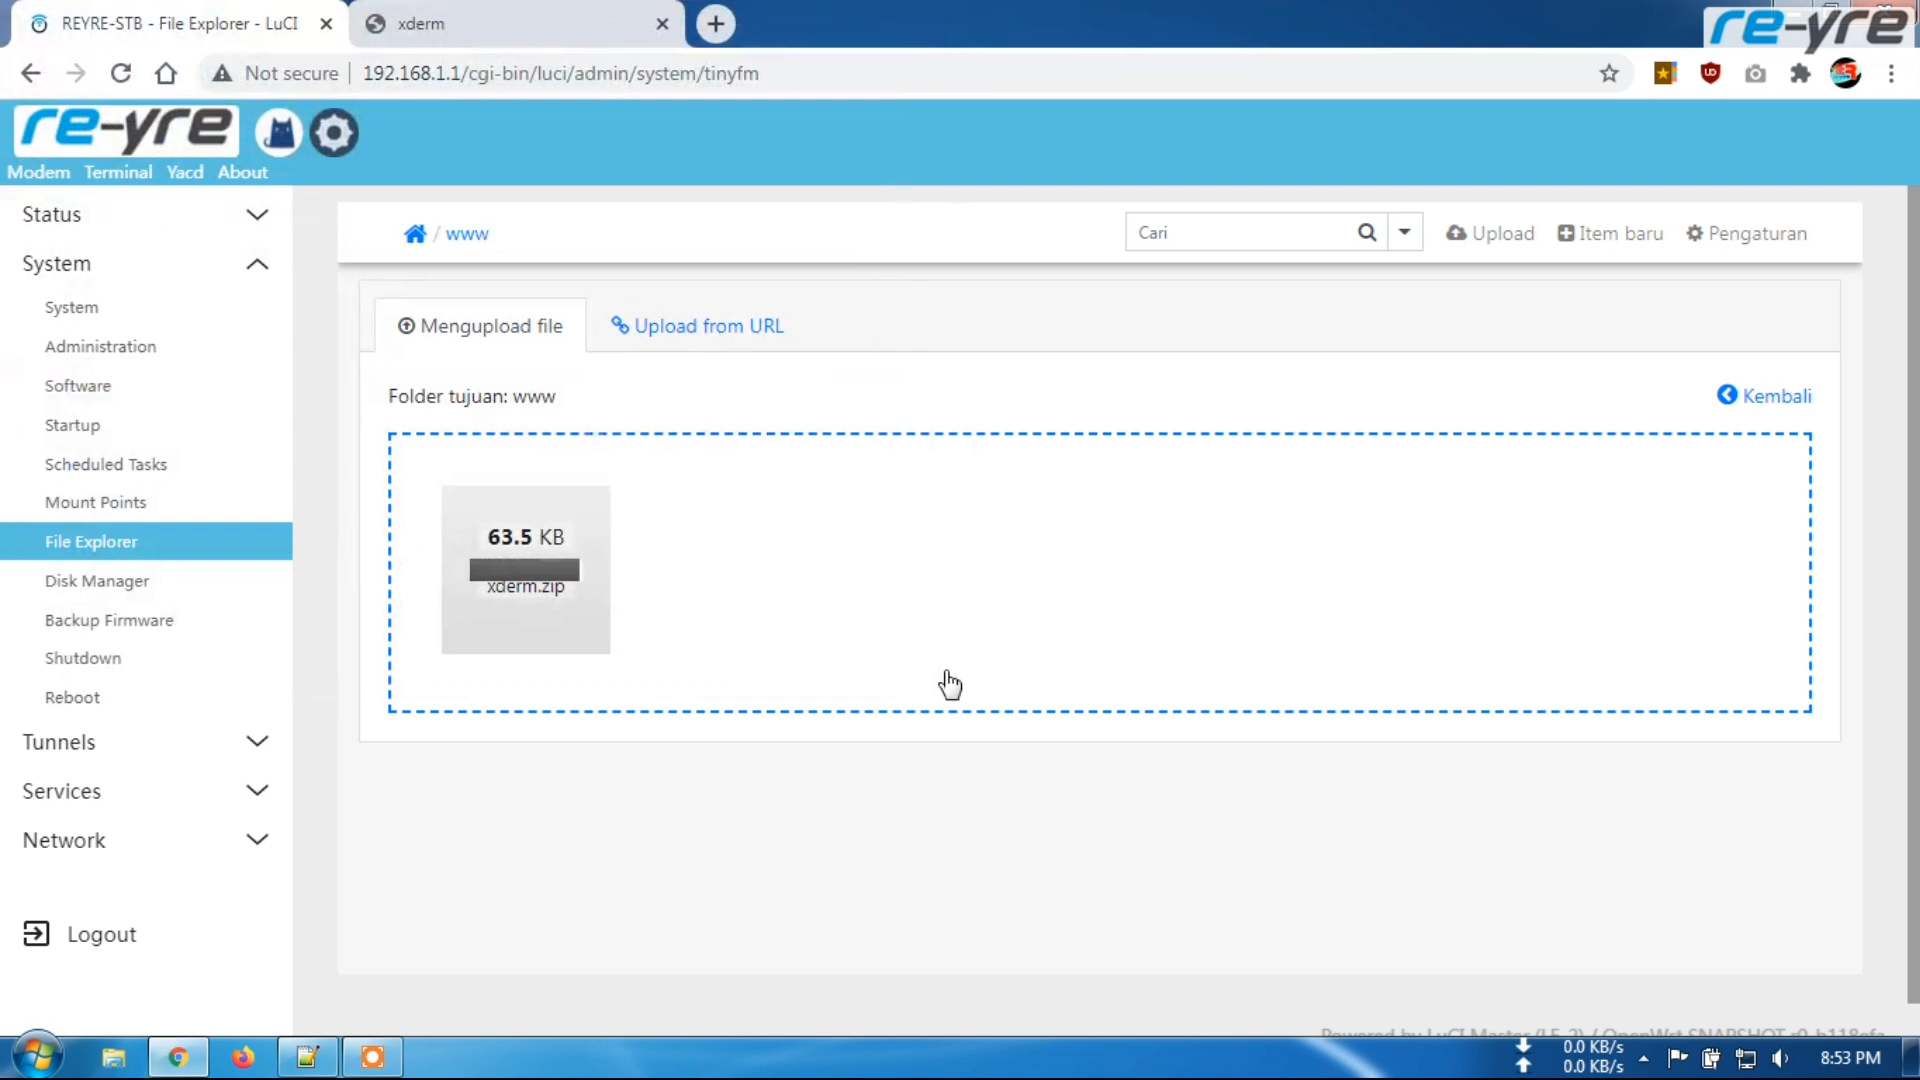 REYRE-STB - File Explorer - LuCI
xderm
re-yre
Not secure
192.168.1.1/cgi-bin/luci/admin/system/tinyfm
re-yre
Modem Terminal Yacd About
Status
System
System
Administration
Software
Startup
Scheduled Tasks
Mount Points
File Explorer
Disk Manager
Backup Firmware
Shutdown
Reboot
Tunnels
Services
Network
Logout
/ www
Cari
Upload
Item baru
Pengaturan
Mengupload file
Upload from URL
Folder tujuan: www
Kembali
63.5 KB
xderm.zip
0.0 KB/s
0.0 KB/s
8:53 PM